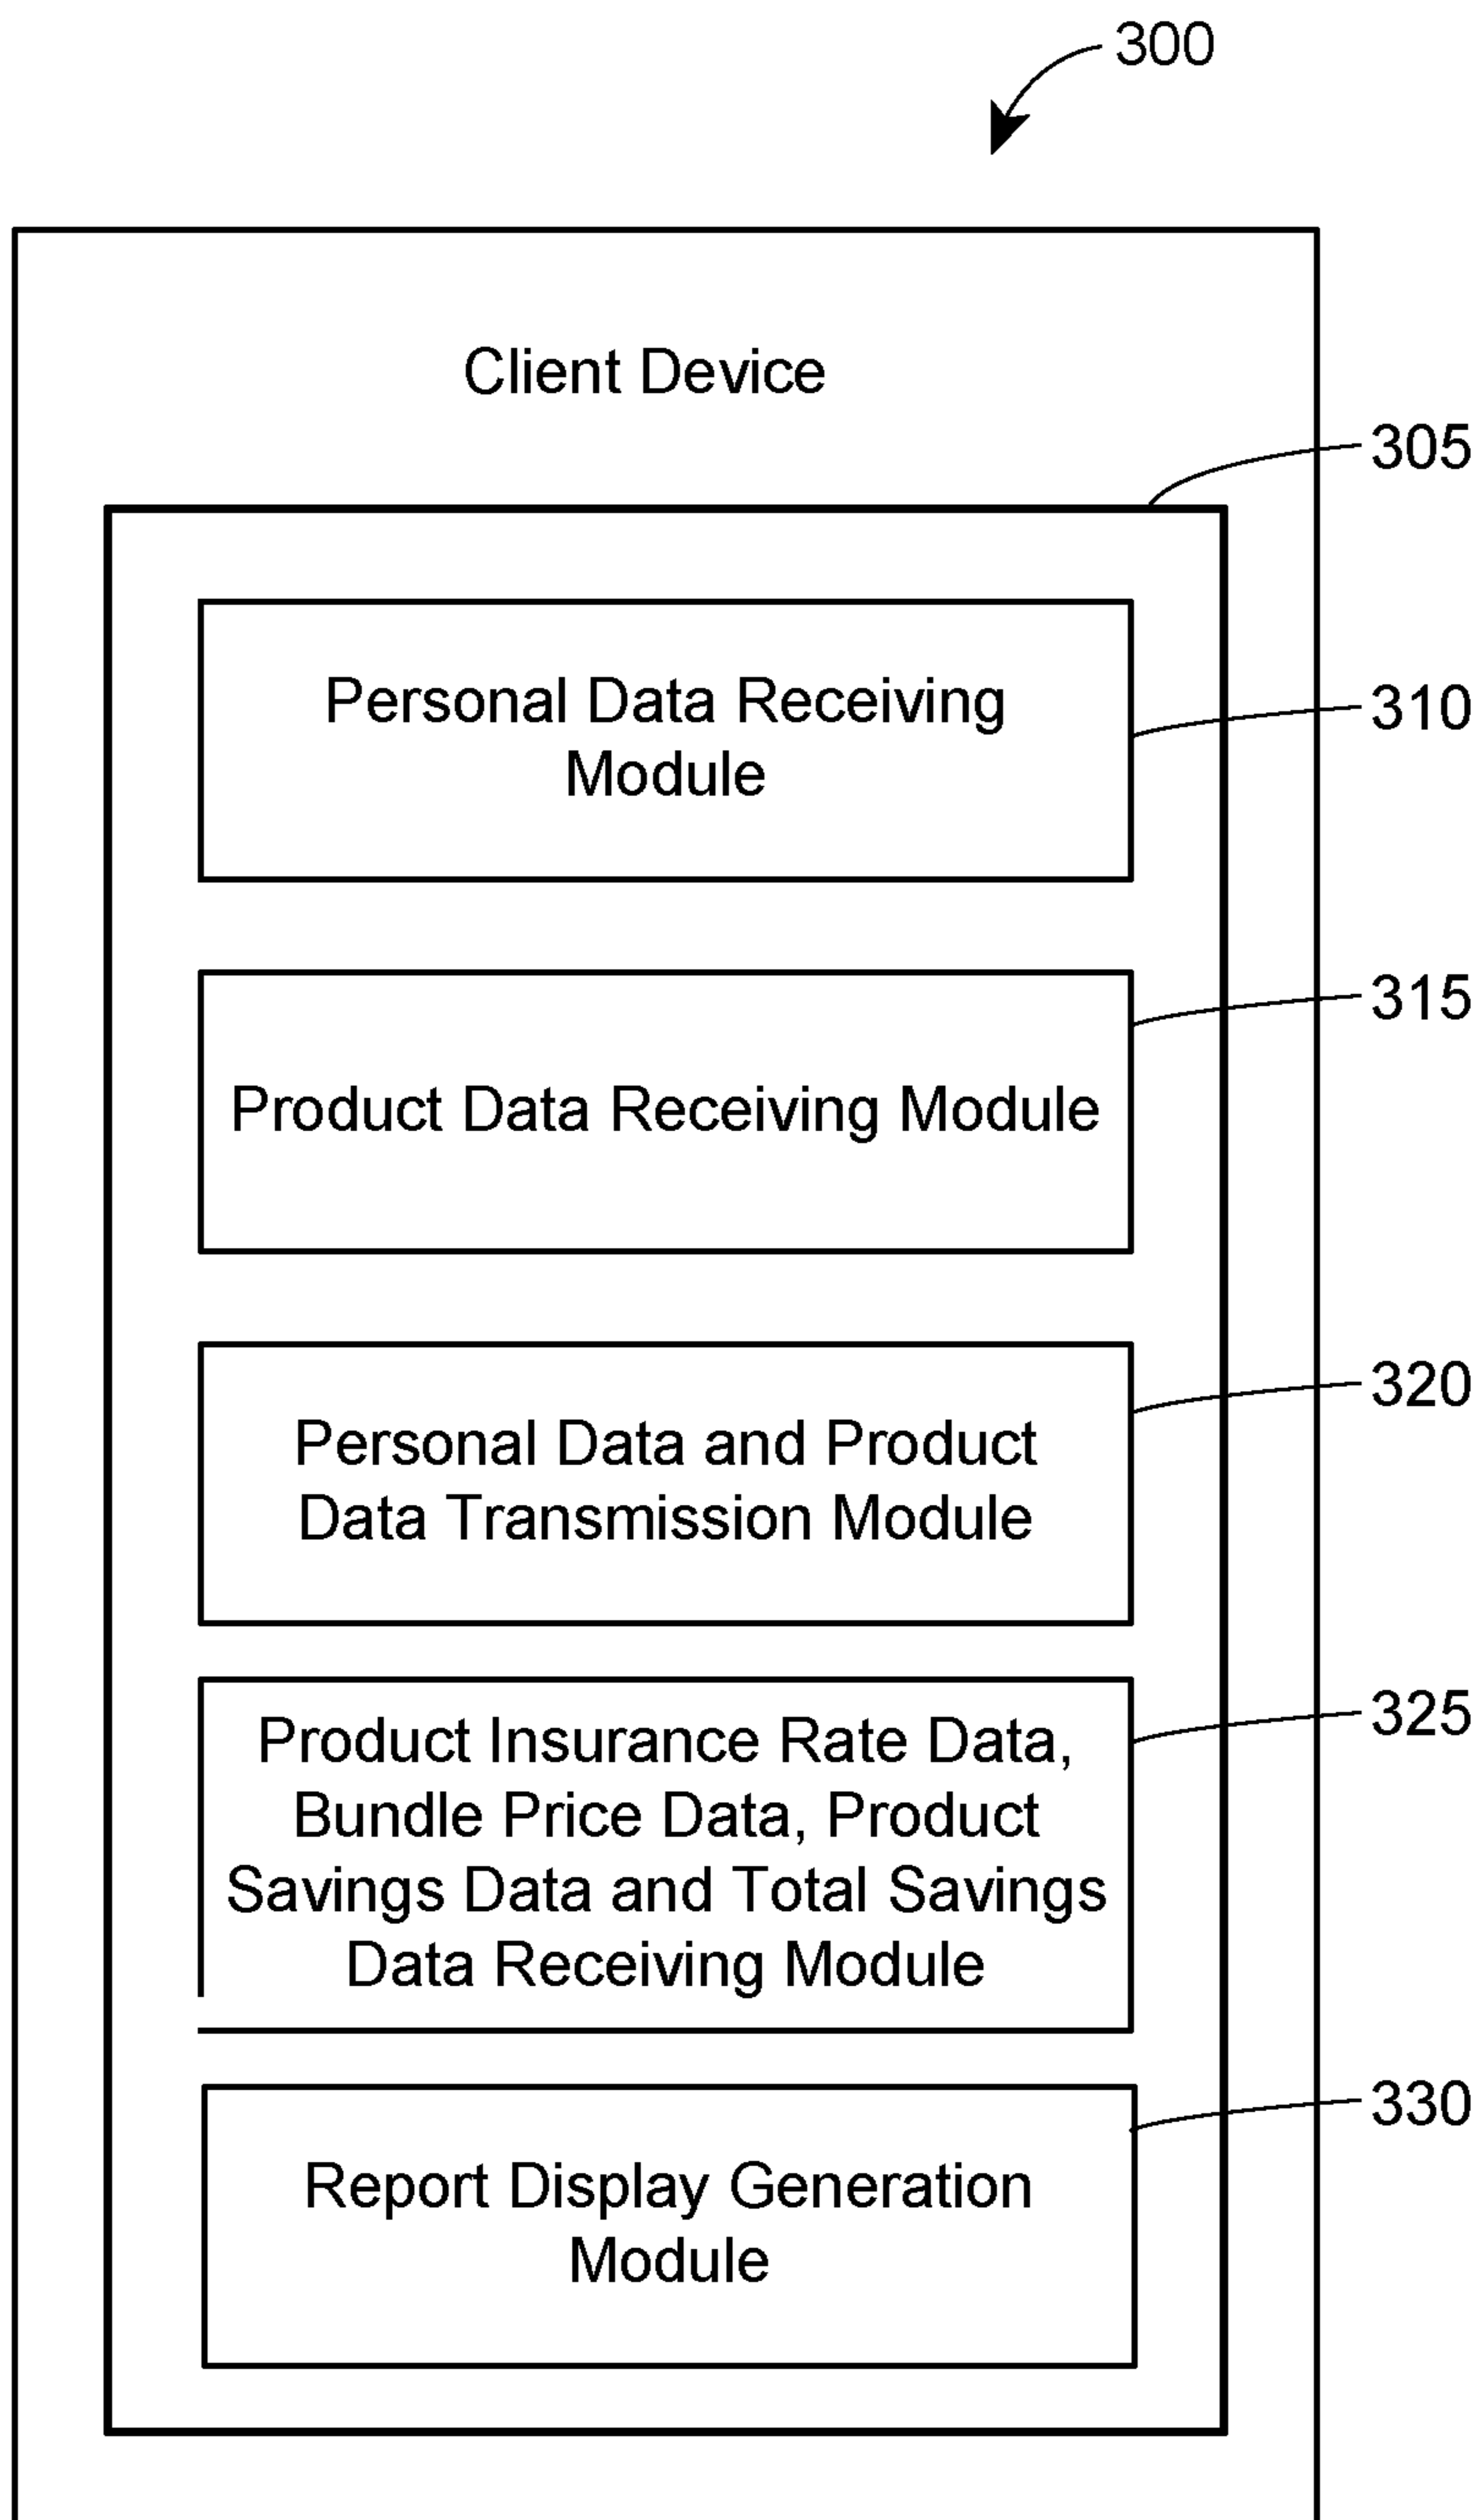 300
Client Device
305
Personal Data Receiving
Module
310
315
Product Data Receiving Module
320
Personal Data and Product
Data Transmission Module
325
Product Insurance Rate Data,
Bundle Price Data, Product
Savings Data and Total Savings
Data Receiving Module
330
Report Display Generation
Module